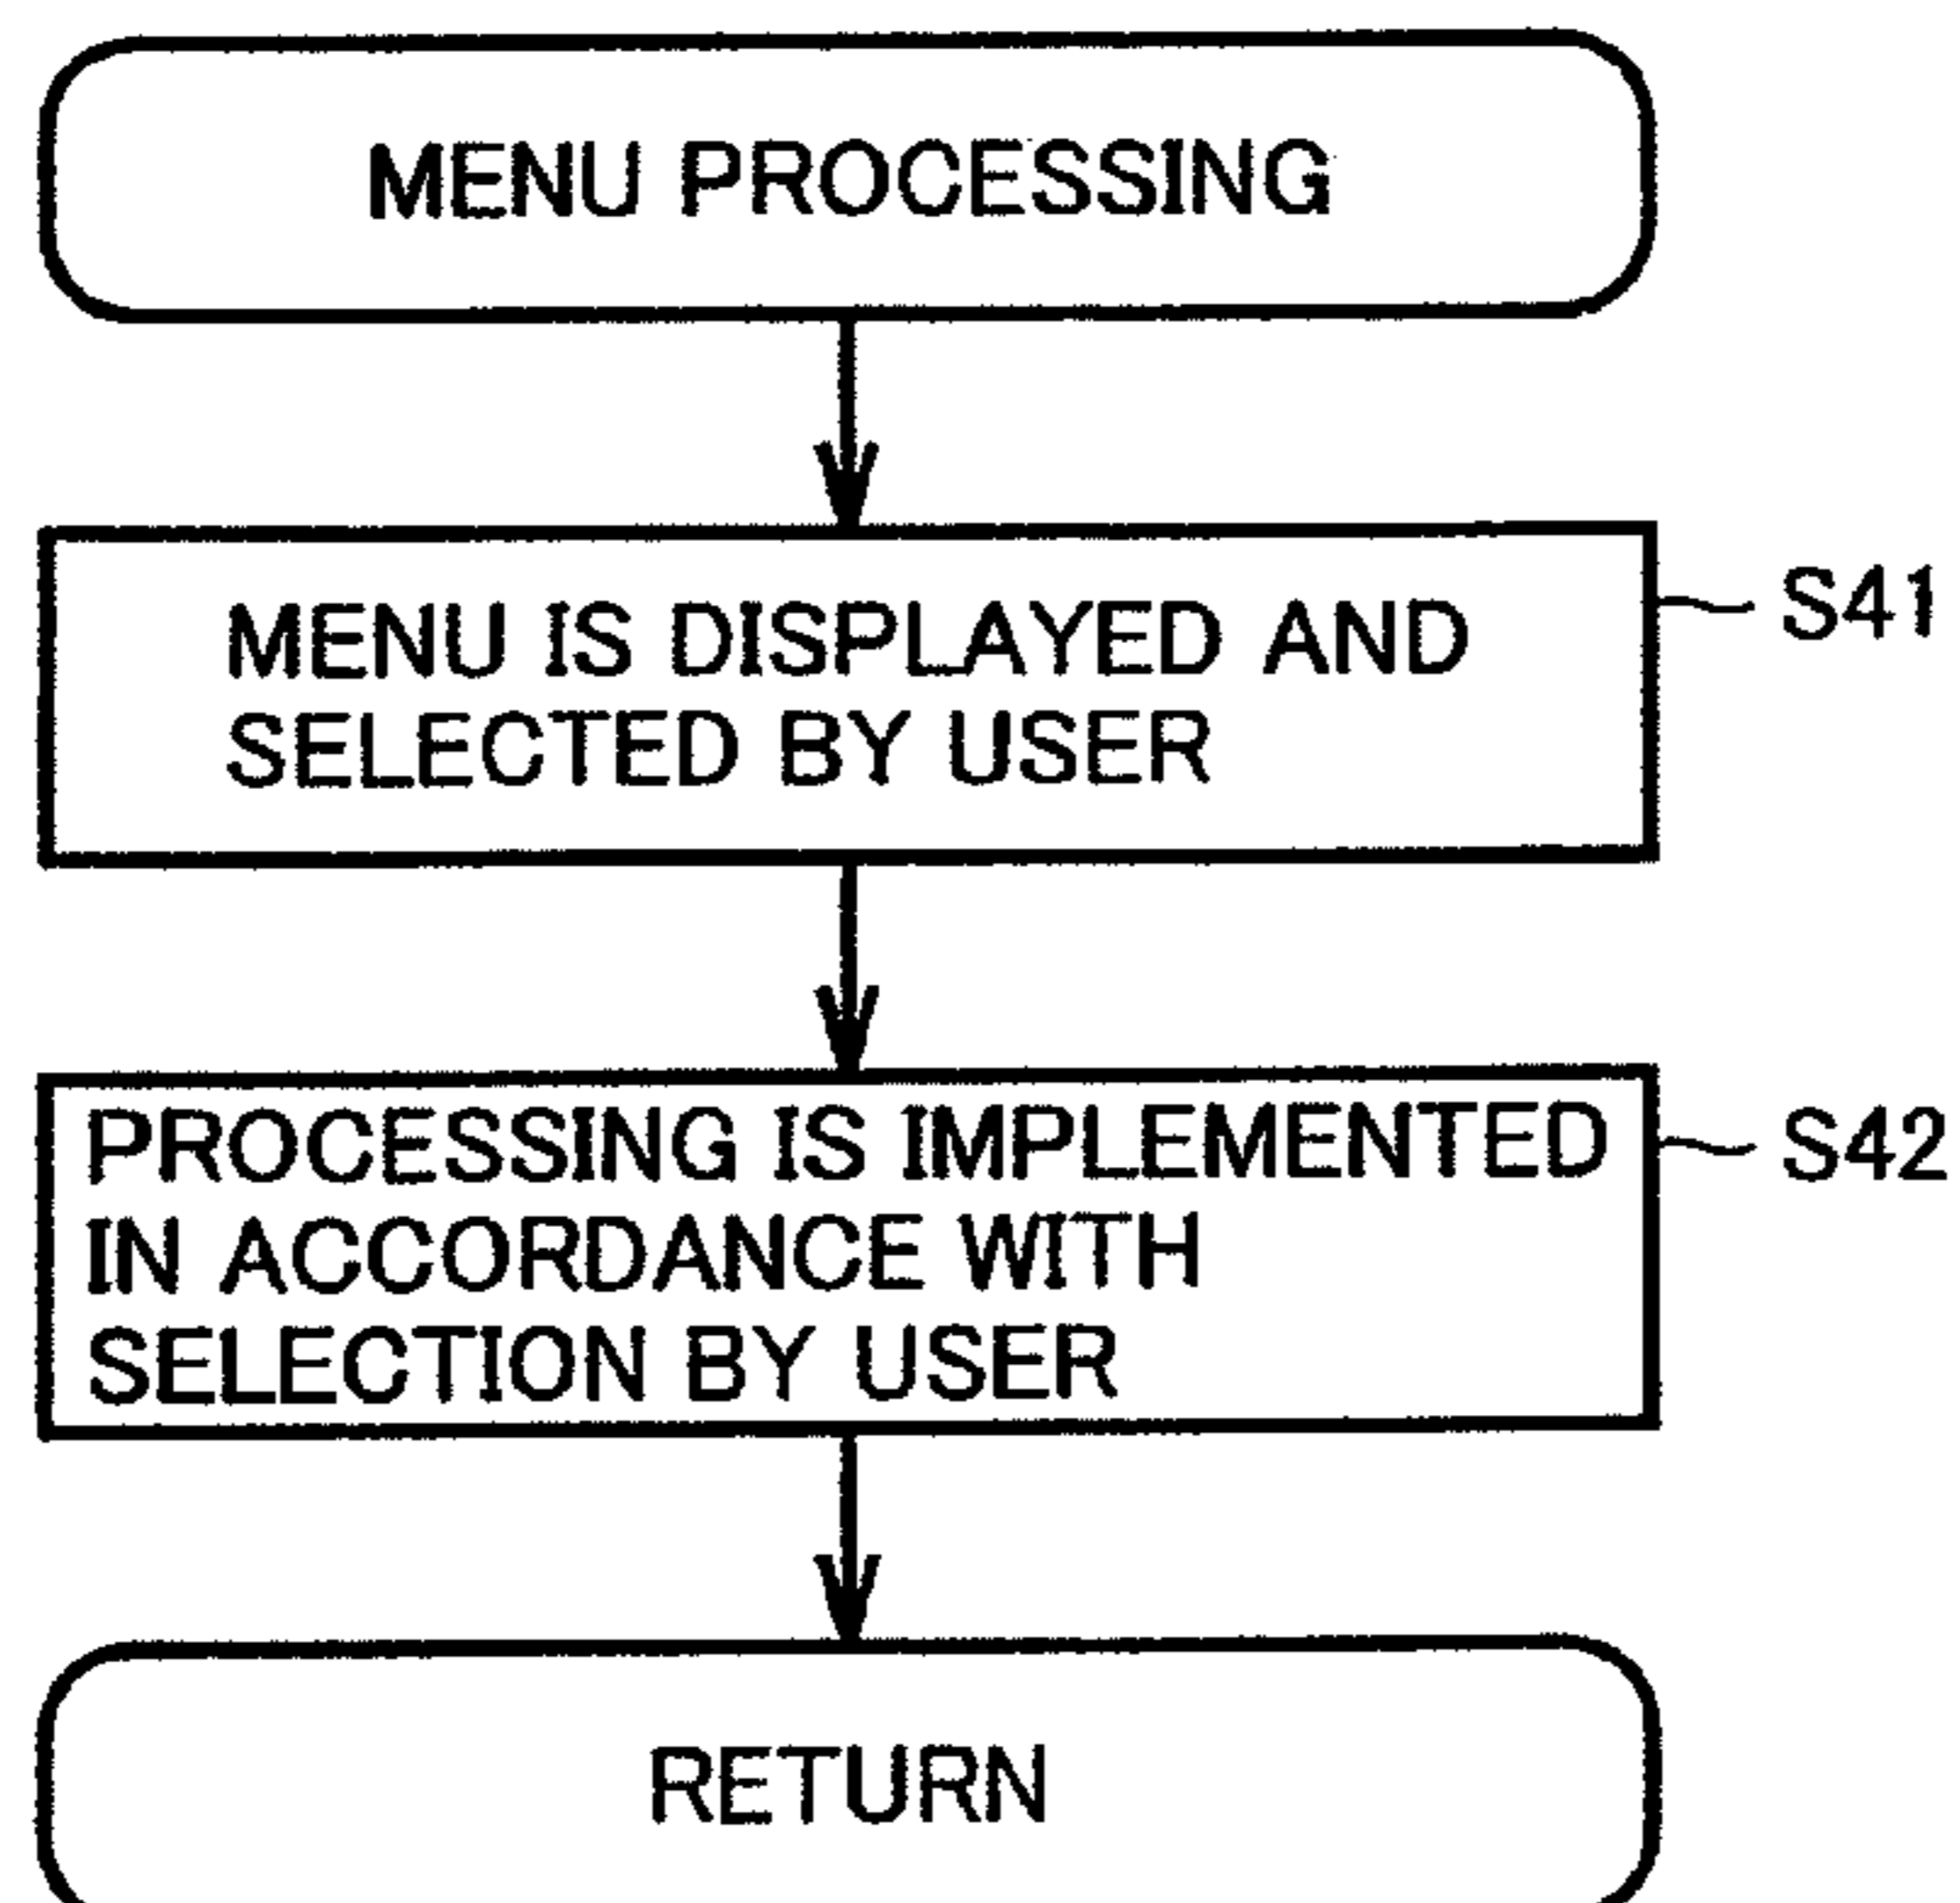 MENU PROCESSING
MENU IS DISPLAYED AND
SELECTED BY USER
S41
PROCESSING IS IMPLEMENTED
IN ACCORDANCE WITH
SELECTION BY USER
S42
RETURN